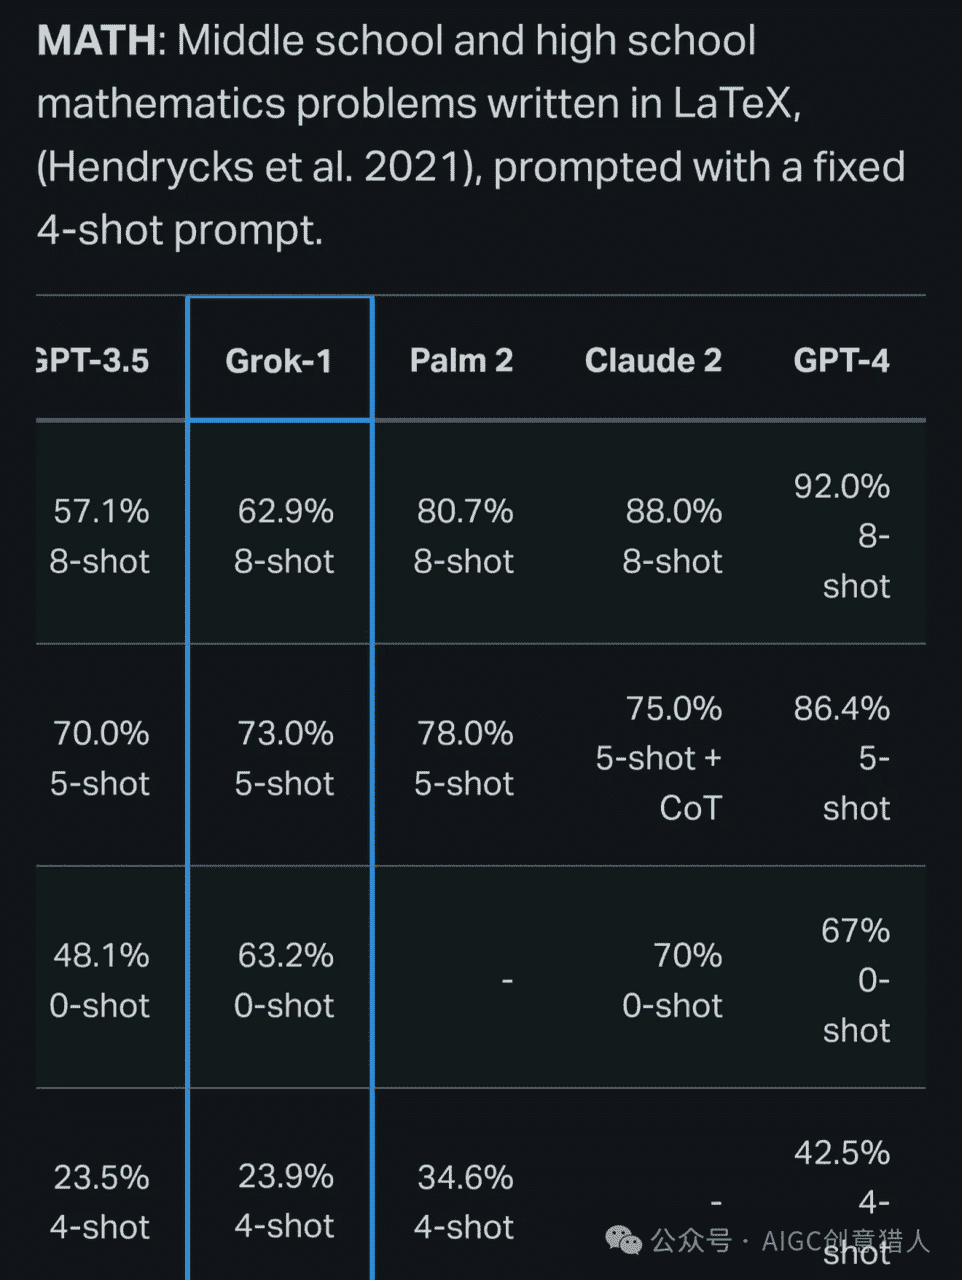 MATH: Middle school and high school
mathematics problems written in LaTeX,
(Hendrycks et al. 2021), prompted with a fixed
4-shot prompt.
GPT-3.5 Grok-1 Palm 2 Claude 2 GPT-4
57.1% 8-shot 62.9% 8-shot 80.7% 8-shot 88.0% 8-shot 92.0% 8-shot
70.0% 5-shot 73.0% 5-shot 78.0% 5-shot 75.0% 5-shot + CoT 86.4% 5-shot
48.1% 0-shot 63.2% 0-shot - 70% 0-shot 67% 0-shot
23.5% 4-shot 23.9% 4-shot 34.6% 4-shot - 42.5% 4-shot
公众号 · AIGC创意猎人